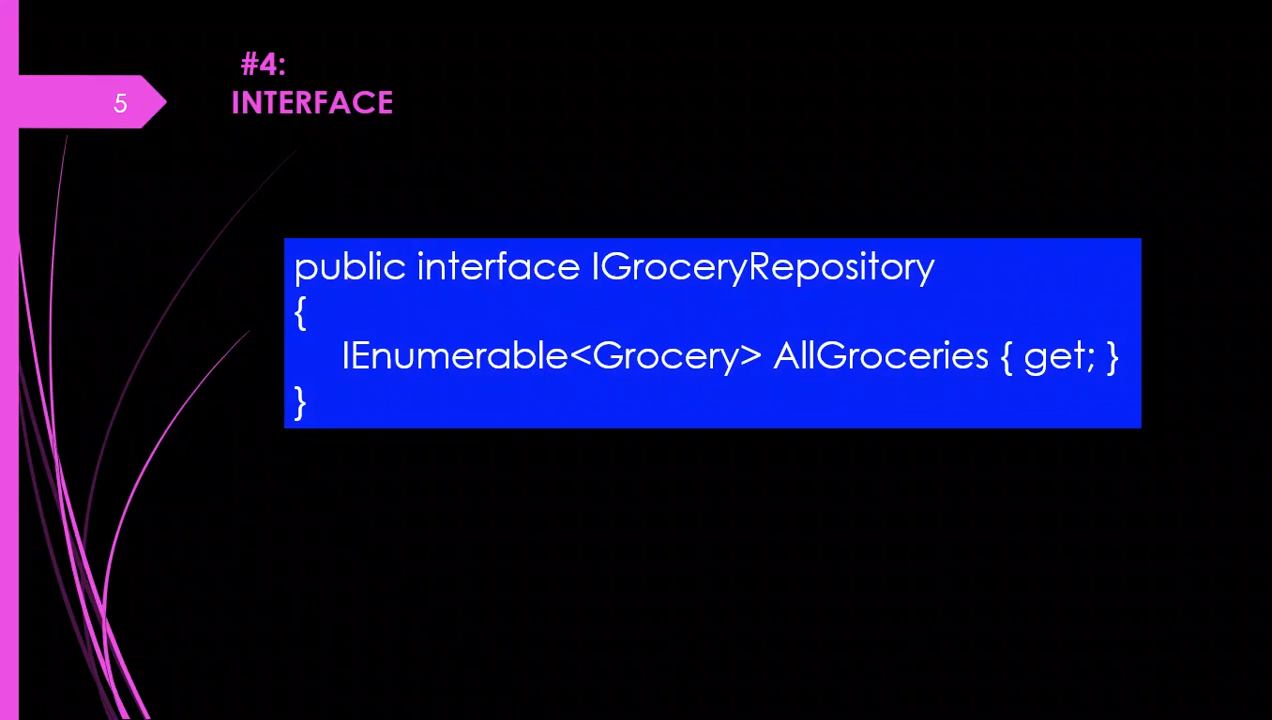 #4:
INTERFACE
5
public interface IGroceryRepository
{
IEnumerable<Grocery> AllGroceries { get; }
}